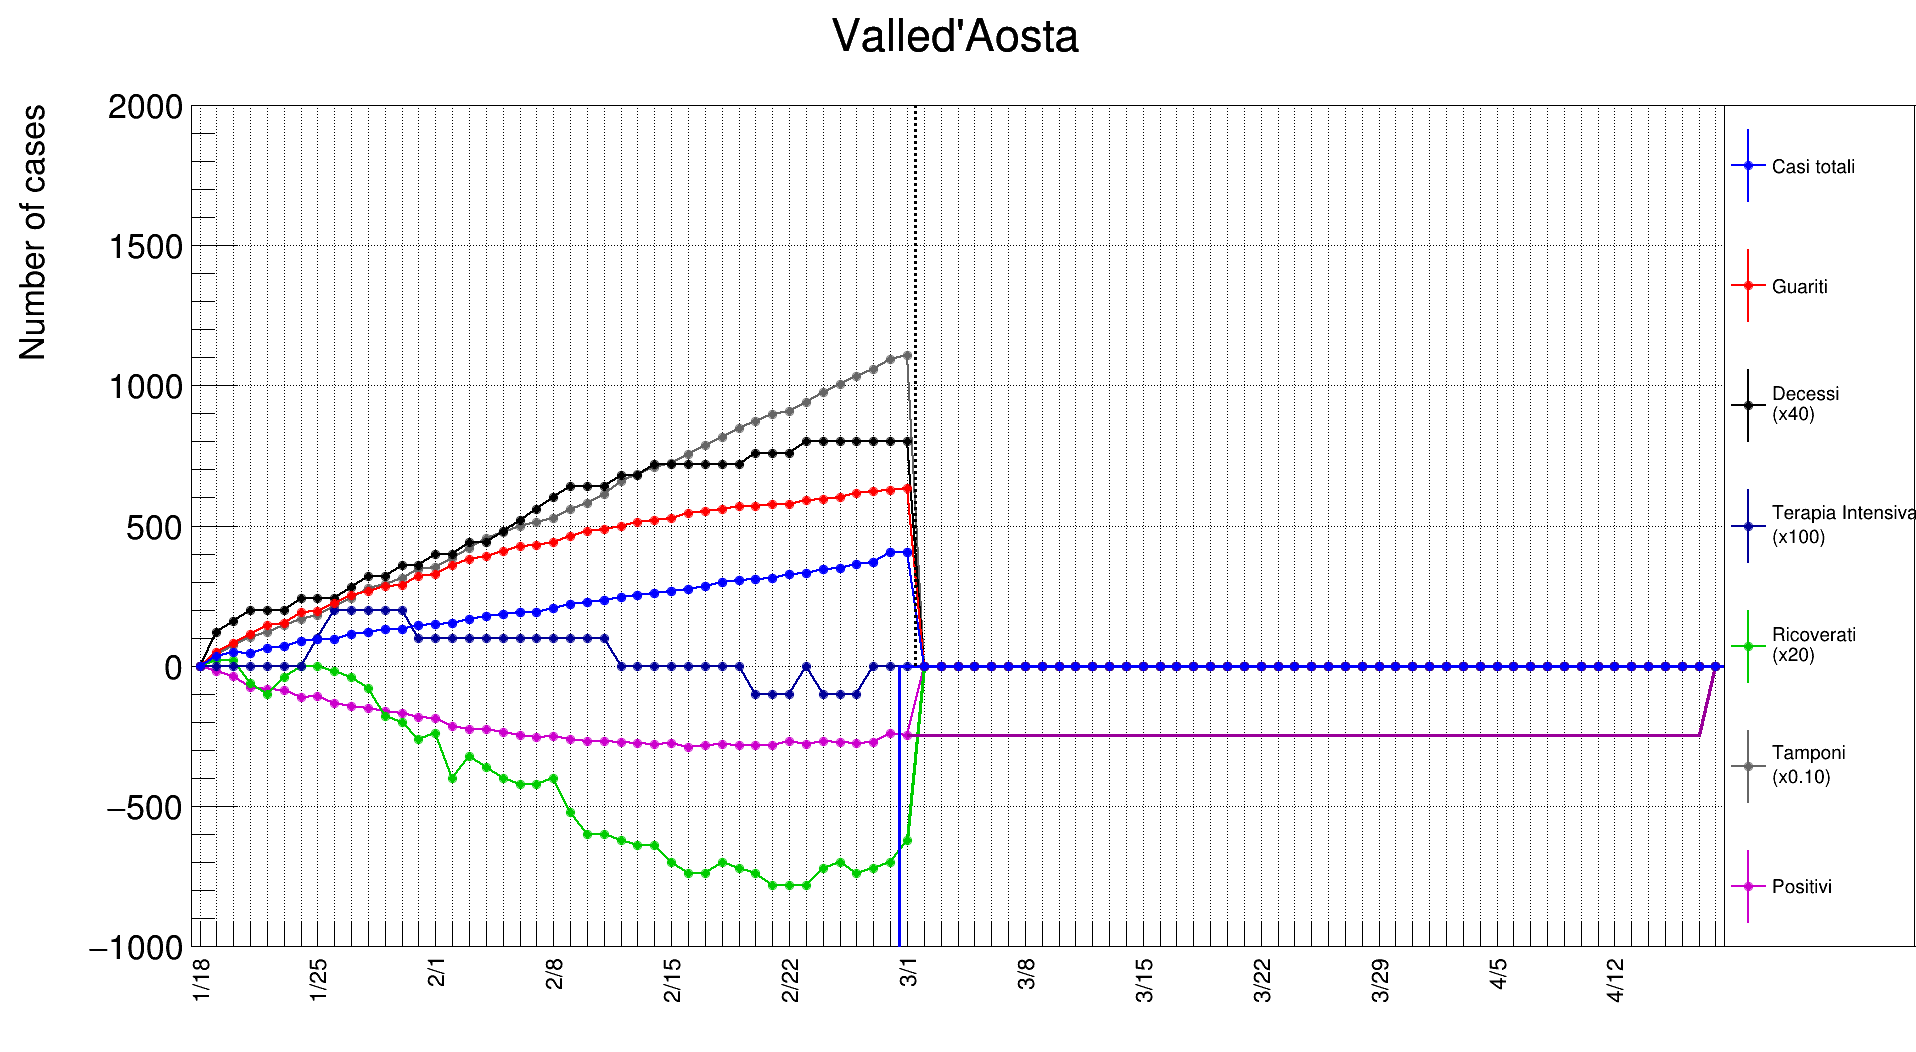 Valled'Aosta
Number of cases
2000
1500
1000
500
0
−500
−1000
1/18
1/25
2/1
2/8
2/15
2/22
3/1
3/8
3/15
3/22
3/29
4/5
4/12
Casi totali
Guariti
Decessi
(x40)
Terapia Intensiva
(x100)
Ricoverati
(x20)
Tamponi
(x0.10)
Positivi